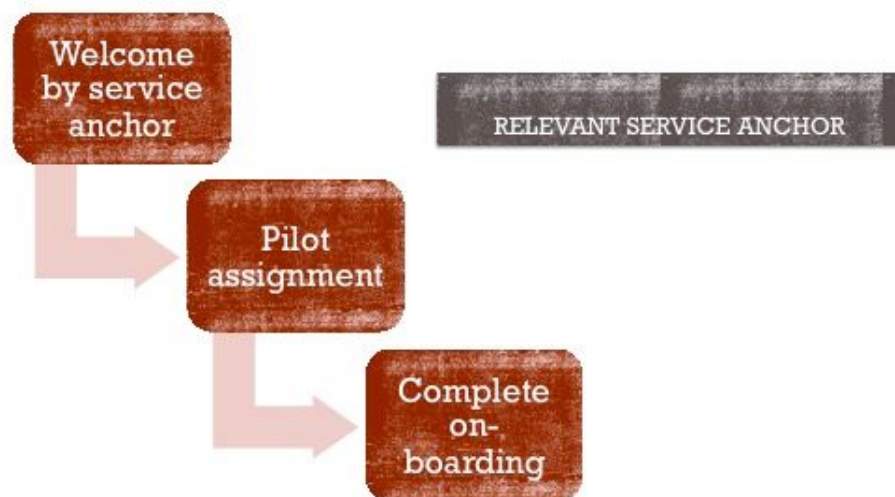 Welcome
by service
anchor
RELEVANT SERVICE ANCHOR
Pilot
assignment
Complete
on-
boarding